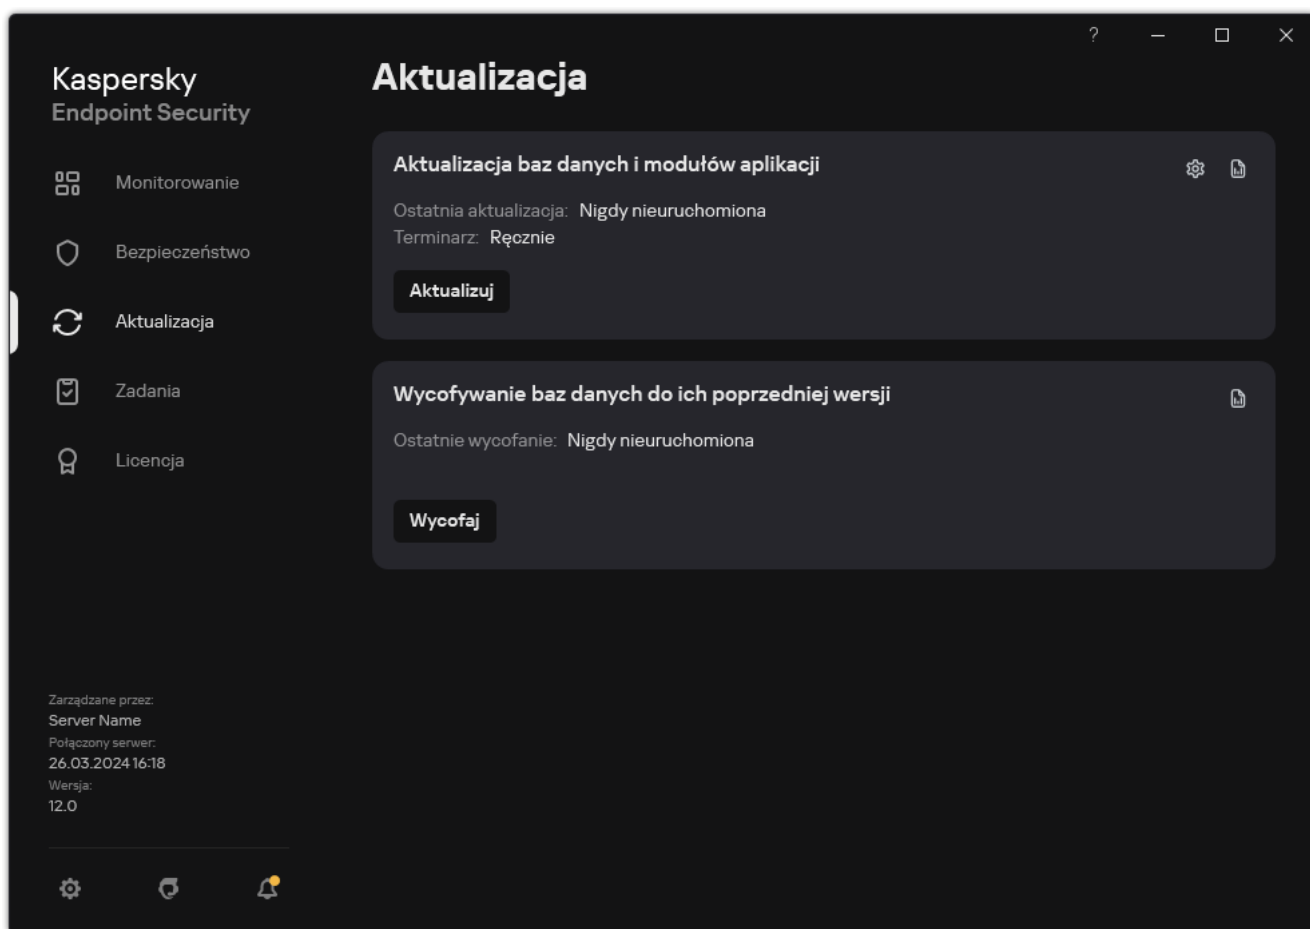 ?
Kaspersky
Endpoint Security
Monitorowanie
Bezpieczeństwo
Aktualizacja
Zadania
Licencja
Zarządzane przez:
Server Name
Połączony serwer:
26.03.2024 16:18
Wersja:
12.0
Aktualizacja
Aktualizacja baz danych i modułów aplikacji
Ostatnia aktualizacja: Nigdy nieuruchomiona
Terminarz: Ręcznie
Aktualizuj
Wycofywanie baz danych do ich poprzedniej wersji
Ostatnie wycofanie: Nigdy nieuruchomiona
Wycofaj